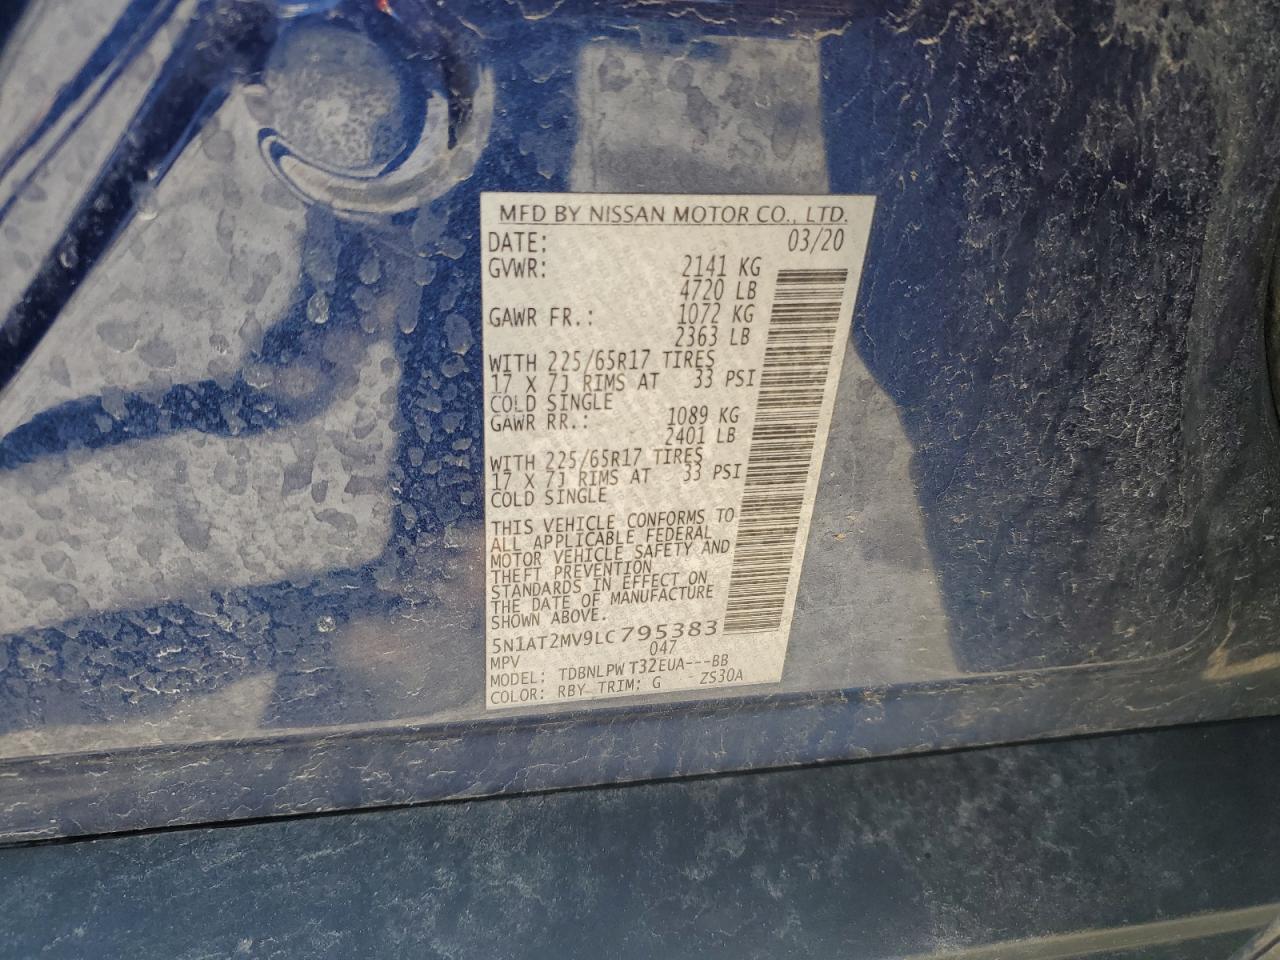 MFD BY NISSAN MOTOR CO., LTD.
DATE: 03/20
GVWR: 2141 KG
4720 LB
GAWR FR.: 1072 KG
2363 LB
WITH 225/65R17 TIRES
17 X 7J RIMS AT 33 PSI
COLD SINGLE
GAWR RR.: 1089 KG
2401 LB
WITH 225/65R17 TIRES
17 X 7J RIMS AT 33 PSI
COLD SINGLE
THIS VEHICLE CONFORMS TO
ALL APPLICABLE FEDERAL
MOTOR VEHICLE SAFETY AND
THEFT PREVENTION
STANDARDS IN EFFECT ON
THE DATE OF MANUFACTURE
SHOWN ABOVE.
5N1AT2MV9LC795383
MPV 047
MODEL: TDBNLPW T32EUA---BB
COLOR: RBY TRIM: G ZS30A